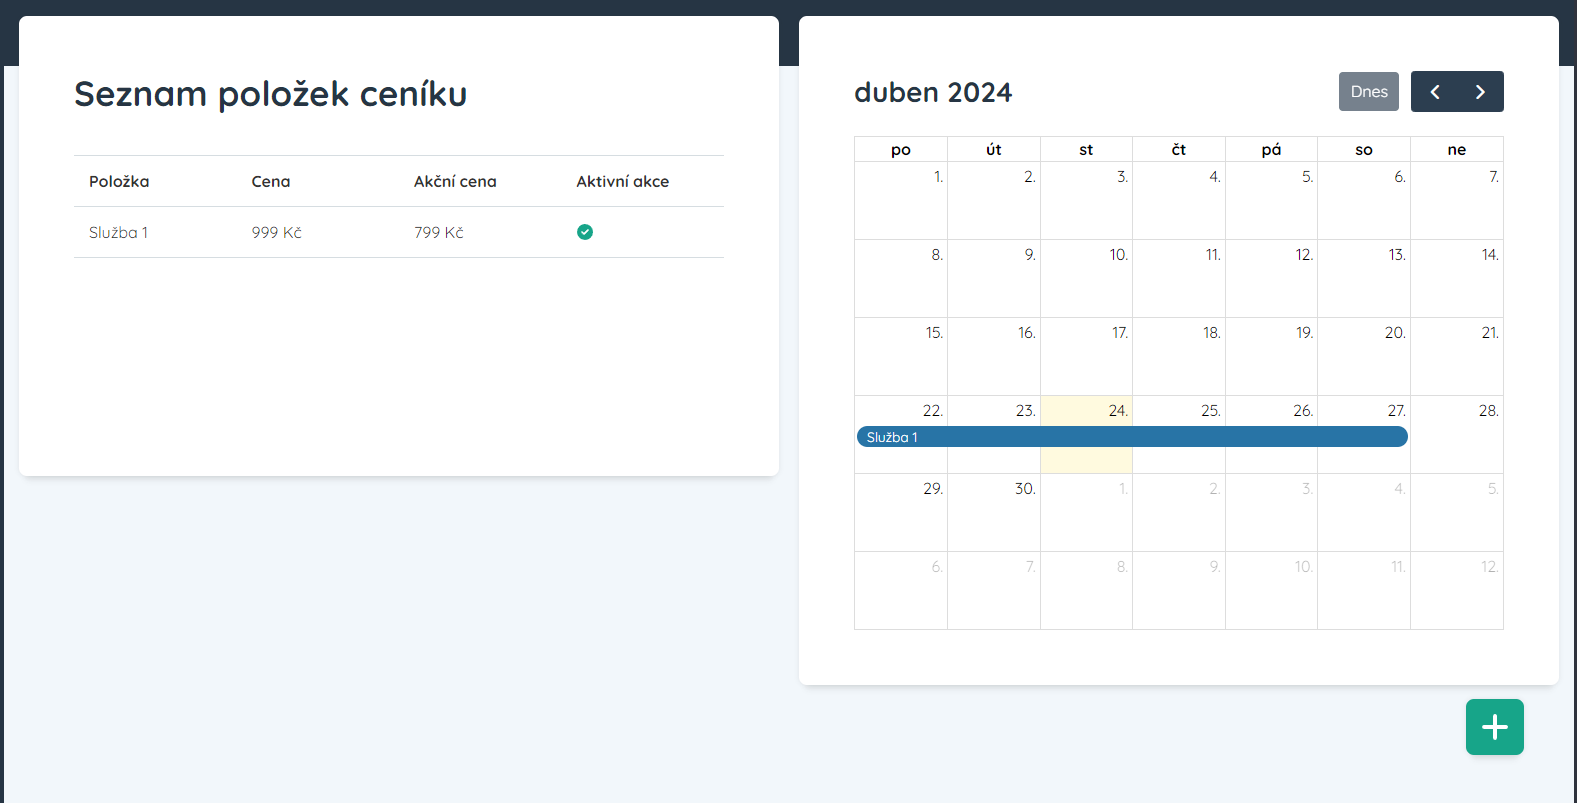 Seznam položek ceníku
Položka Cena Akční cena Aktivní akce
Služba 1 999 Kč 799 Kč
duben 2024 Dnes
po út st čt pá so ne
1. 2. 3. 4. 5. 6. 7.
8. 9. 10. 11. 12. 13. 14.
15. 16. 17. 18. 19. 20. 21.
22. 23. 24. 25. 26. 27. 28.
Služba 1
29. 30. 1. 2. 3. 4. 5.
6. 7. 8. 9. 10. 11. 12.